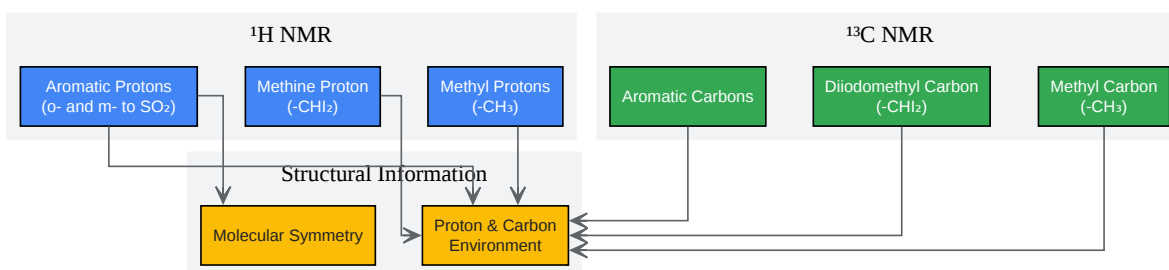 ¹H NMR
Aromatic Protons
(o- and m- to SO₂)
Methine Proton
(-CHI₂)
Methyl Protons
(-CH₃)
¹³C NMR
Aromatic Carbons
Diiodomethyl Carbon
(-CHI₂)
Methyl Carbon
(-CH₃)
Structural Information
Molecular Symmetry
Proton & Carbon
Environment